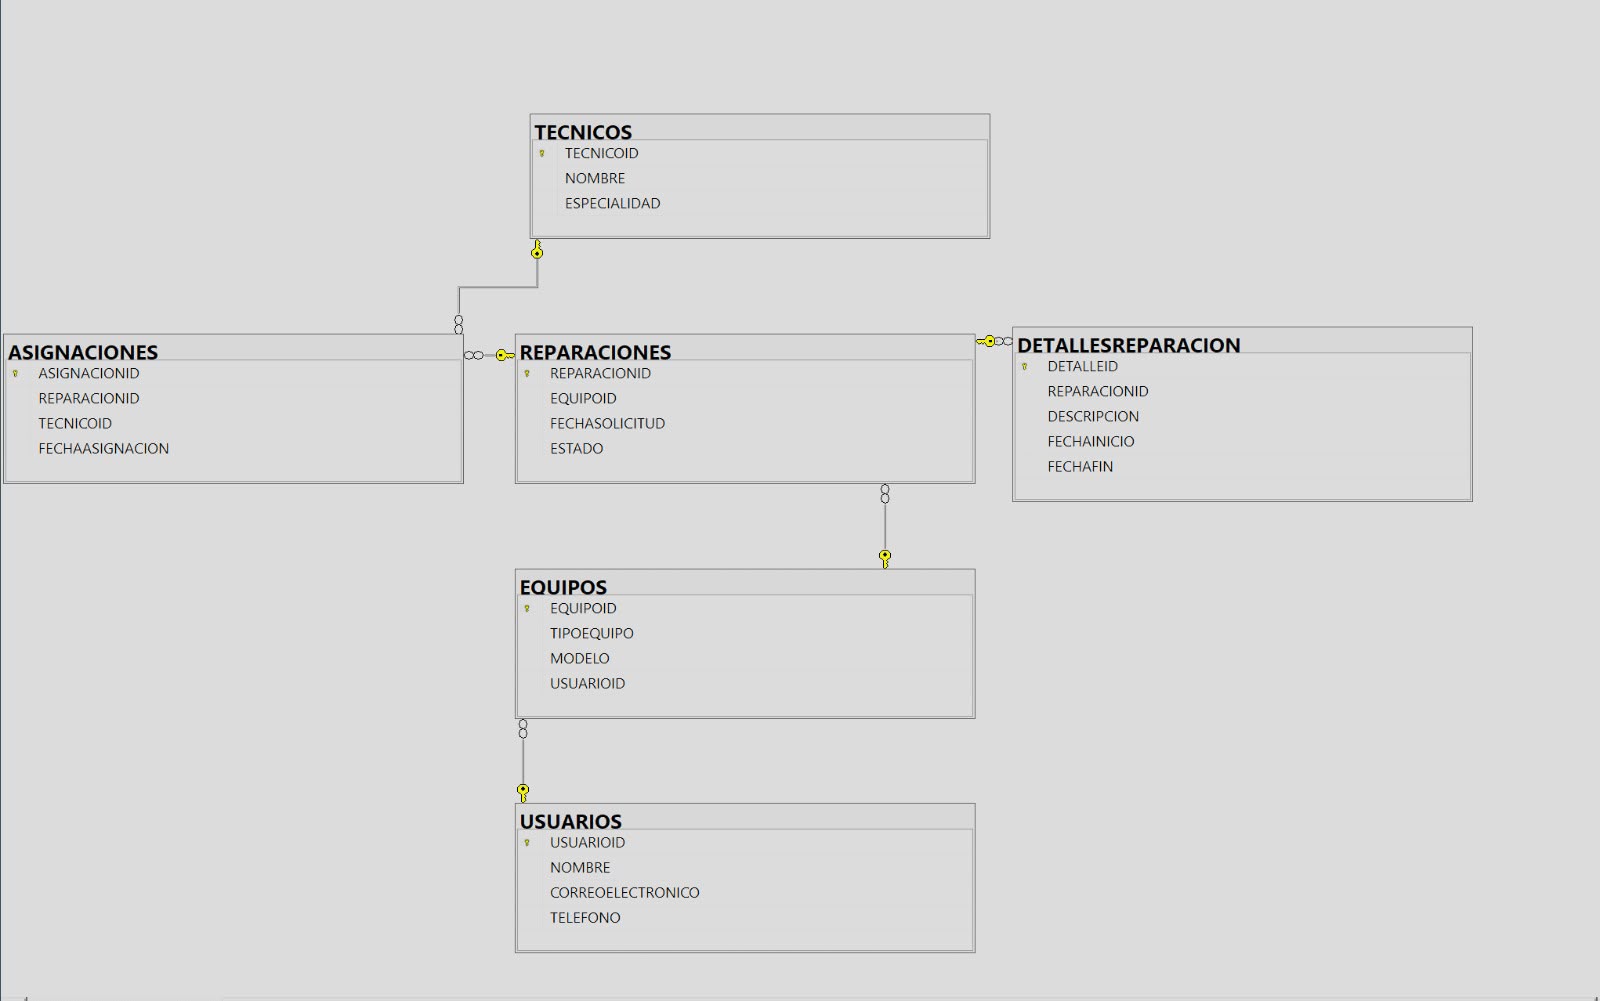 TECNICOS
TECNICOID
NOMBRE
ESPECIALIDAD
ASIGNACIONES
ASIGNACIONID
REPARACIONID
TECNICOID
FECHAASIGNACION
REPARACIONES
REPARACIONID
EQUIPOID
FECHASOLICITUD
ESTADO
DETALLESREPARACION
DETALLEID
REPARACIONID
DESCRIPCION
FECHAINICIO
FECHAFIN
EQUIPOS
EQUIPOID
TIPOEQUIPO
MODELO
USUARIOID
USUARIOS
USUARIOID
NOMBRE
CORREOELECTRONICO
TELEFONO